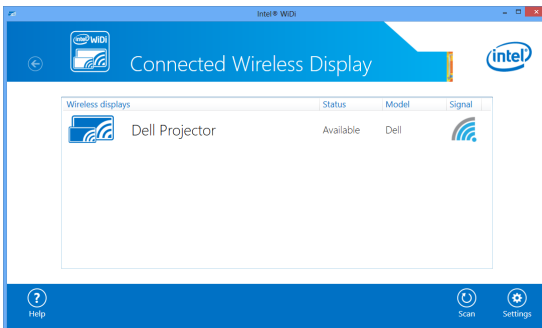 Intel® WiDi
intel WiDi
Connected Wireless Display
intel
Wireless displays Status Model Signal
Dell Projector Available Dell
? Help
Scan Settings